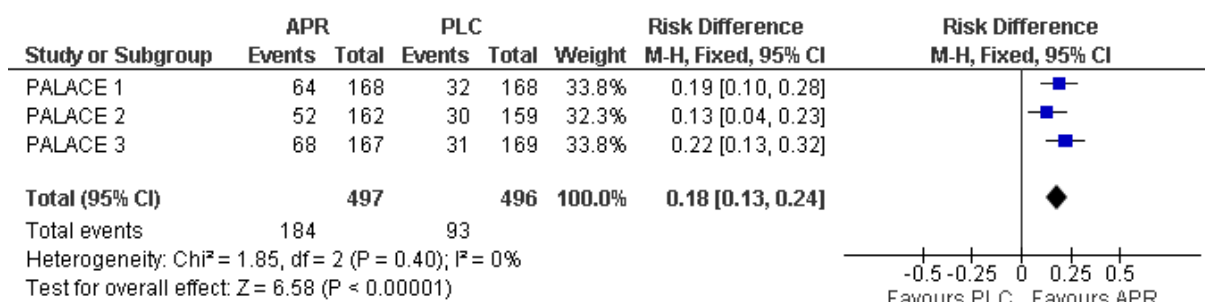 APR PLC Risk Difference Risk Difference
Study or Subgroup Events Total Events Total Weight M-H, Fixed, 95% CI M-H, Fixed, 95% CI
PALACE 1 64 168 32 168 33.8% 0.19 [0.10, 0.28]
PALACE 2 52 162 30 159 32.3% 0.13 [0.04, 0.23]
PALACE 3 68 167 31 169 33.8% 0.22 [0.13, 0.32]
Total (95% CI) 497 496 100.0% 0.18 [0.13, 0.24]
Total events 184 93
Heterogeneity: Chi² = 1.85, df = 2 (P = 0.40); I² = 0%
Test for overall effect: Z = 6.58 (P < 0.00001)
-0.5 -0.25 0 0.25 0.5
Favours PLC Favours APR